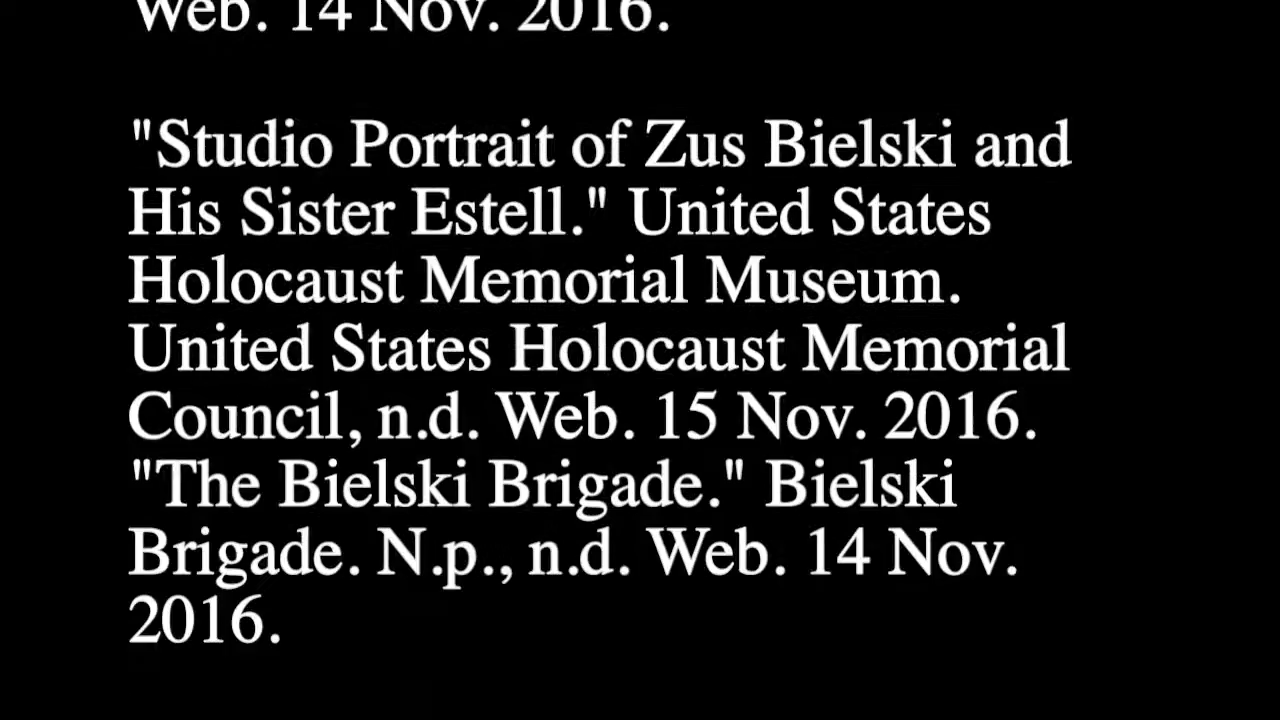 Web. 14 Nov. 2016.
"Studio Portrait of Zus Bielski and
His Sister Estell." United States
Holocaust Memorial Museum.
United States Holocaust Memorial
Council, n.d. Web. 15 Nov. 2016.
"The Bielski Brigade." Bielski
Brigade. N.p., n.d. Web. 14 Nov.
2016.